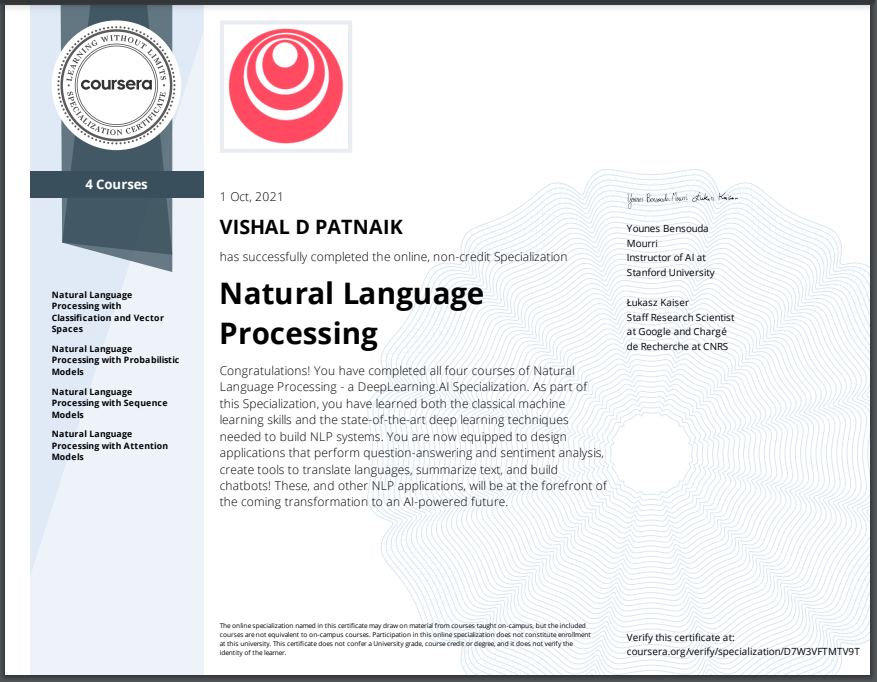 LEARNING WITHOUT LIMITS
coursera
SPECIALIZATION CERTIFICATE
4 Courses
Natural Language
Processing with
Classification and Vector
Spaces
Natural Language
Processing with Probabilistic
Models
Natural Language
Processing with Sequence
Models
Natural Language
Processing with Attention
Models
1 Oct, 2021
VISHAL D PATNAIK
has successfully completed the online, non-credit Specialization
Natural Language
Processing
Congratulations! You have completed all four courses of Natural
Language Processing - a DeepLearning.AI Specialization. As part of
this Specialization, you have learned both the classical machine
learning skills and the state-of-the-art deep learning techniques
needed to build NLP systems. You are now equipped to design
applications that perform question-answering and sentiment analysis,
create tools to translate languages, summarize text, and build
chatbots! These, and other NLP applications, will be at the forefront of
the coming transformation to an AI-powered future.
The online specialization named in this certificate may draw on material from courses taught on-campus, but the included
courses are not equivalent to on-campus courses. Participation in this online specialization does not constitute enrollment
at this university. This certificate does not confer a University grade, course credit or degree, and it does not verify the
identity of the learner.
Younes Bensouda Mourri Łukasz Kaiser
Younes Bensouda
Mourri
Instructor of AI at
Stanford University
Łukasz Kaiser
Staff Research Scientist
at Google and Chargé
de Recherche at CNRS
Verify this certificate at:
coursera.org/verify/specialization/D7W3VFTMTV9T